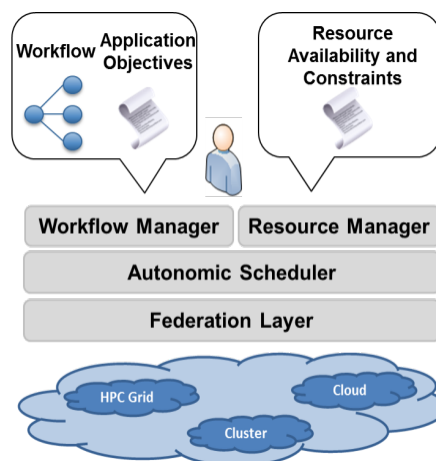 Workflow
Application
Objectives
Resource
Availability and
Constraints
Workflow Manager
Resource Manager
Autonomic Scheduler
Federation Layer
HPC Grid
Cloud
Cluster